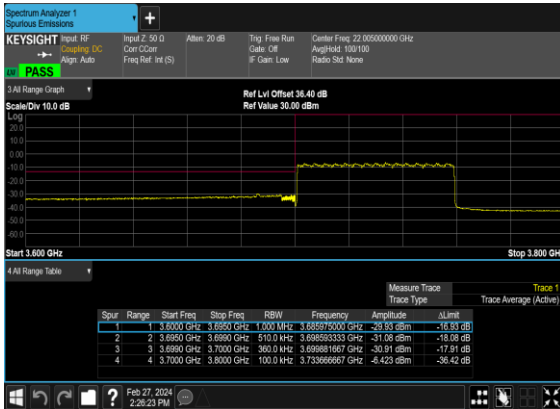 Spectrum Analyzer 1
Spurious Emissions
+
KEYSIGHT Input: RF Input Z: 50 Ω Atten: 20 dB Trig: Free Run Center Freq: 22.005000000 GHz
Coupling: DC Corr CCorr Gate: Off Avg|Hold: 100/100
Align: Auto Freq Ref: Int (S) IF Gain: Low Radio Std: None
PASS
3 All Range Graph
Ref Lvl Offset 36.40 dB
Scale/Div 10.0 dB Ref Value 30.00 dBm
Log
20.0
10.0
0.00
-10.0
-20.0
-30.0
-40.0
-50.0
-60.0
Start 3.600 GHz Stop 3.800 GH
4 All Range Table
Measure Trace Trace 1
Trace Type Trace Average (Active)
Spur Range Start Freq Stop Freq RBW Frequency Amplitude ΔLimit
1 1 3.6000 GHz 3.6950 GHz 1.000 MHz 3.685975000 GHz -29.93 dBm -16.93 dB
2 2 3.6950 GHz 3.6990 GHz 510.0 kHz 3.698593333 GHz -31.08 dBm -18.08 dB
3 3 3.6990 GHz 3.7000 GHz 360.0 kHz 3.699881667 GHz -30.91 dBm -17.91 dB
4 4 3.7000 GHz 3.8000 GHz 100.0 kHz 3.733666667 GHz -6.423 dBm -36.42 dB
? Feb 27, 2024
2:26:23 PM